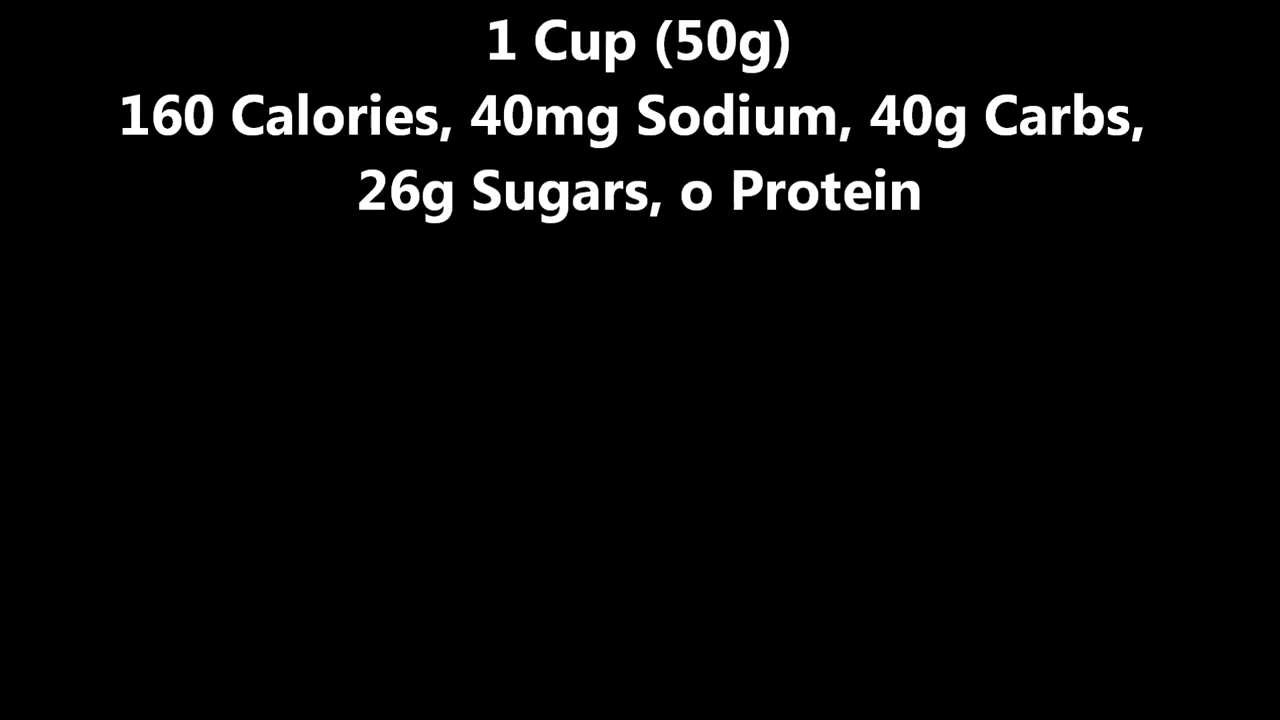 1 Cup (50g)
160 Calories, 40mg Sodium, 40g Carbs,
26g Sugars, o Protein